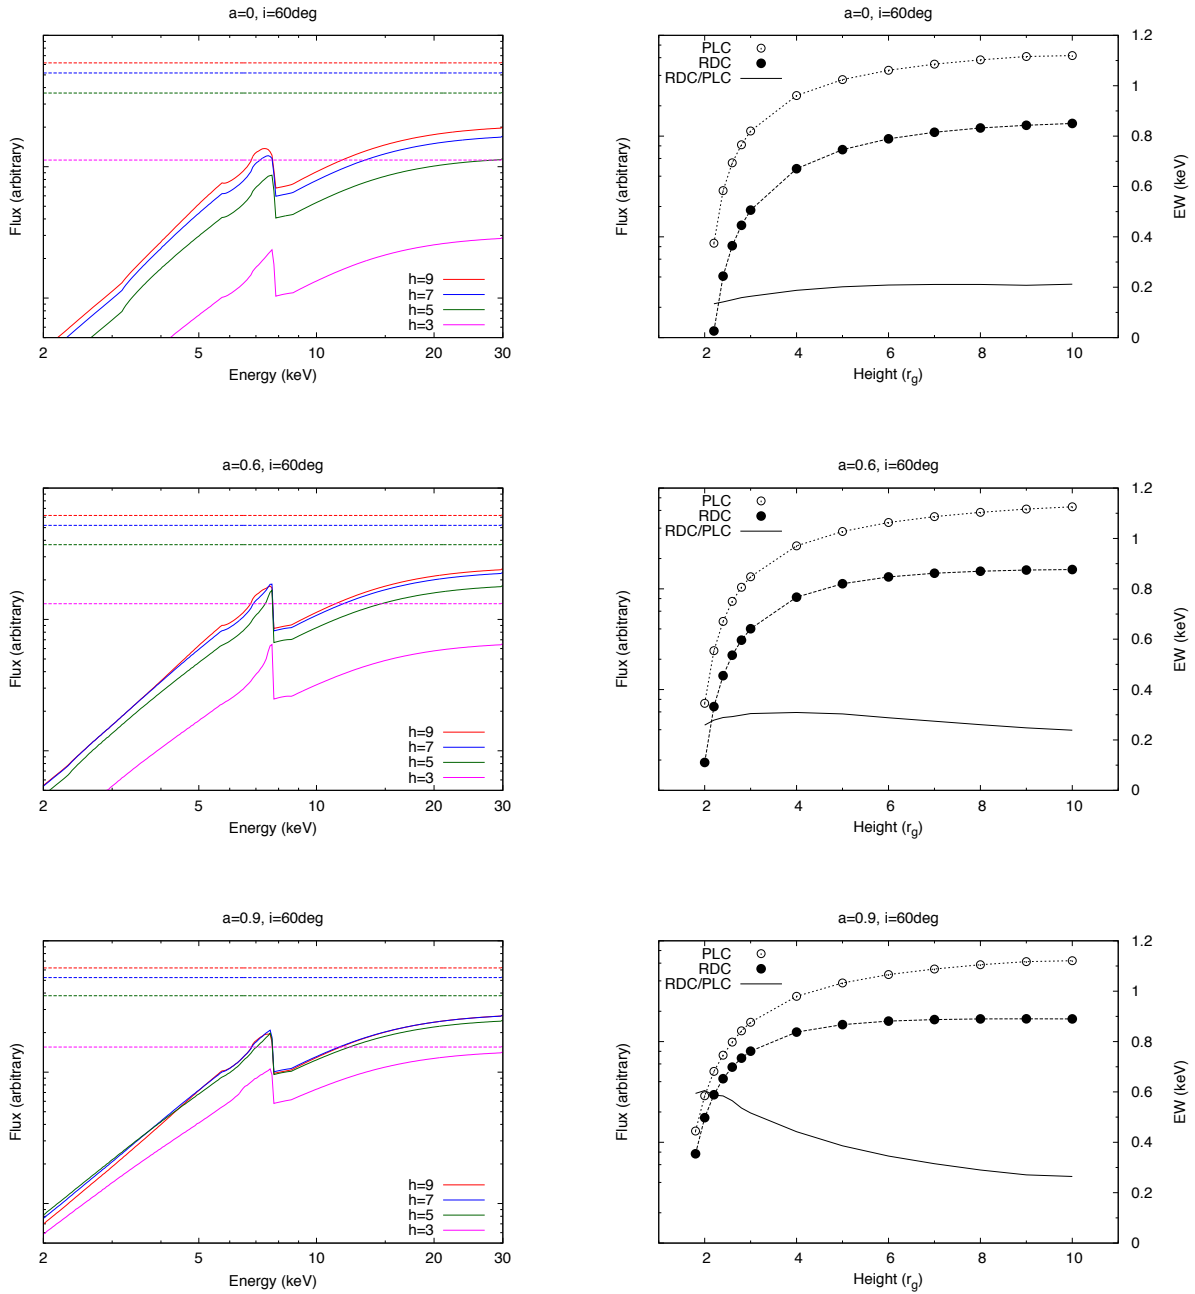 a=0, i=60deg
Flux (arbitrary)
h=9
h=7
h=5
h=3
2 5 10 20 30
Energy (keV)
a=0, i=60deg
Flux (arbitrary)
PLC
RDC
RDC/PLC
1.2
1
0.8
0.6
0.4
0.2
0
EW (keV)
2 4 6 8 10
Height (r_g)
a=0.6, i=60deg
Flux (arbitrary)
h=9
h=7
h=5
h=3
2 5 10 20 30
Energy (keV)
a=0.6, i=60deg
Flux (arbitrary)
PLC
RDC
RDC/PLC
1.2
1
0.8
0.6
0.4
0.2
0
EW (keV)
2 4 6 8 10
Height (r_g)
a=0.9, i=60deg
Flux (arbitrary)
h=9
h=7
h=5
h=3
2 5 10 20 30
Energy (keV)
a=0.9, i=60deg
Flux (arbitrary)
PLC
RDC
RDC/PLC
1.2
1
0.8
0.6
0.4
0.2
0
EW (keV)
2 4 6 8 10
Height (r_g)